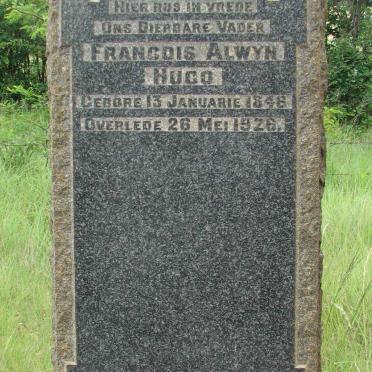 Hier rus in vrede
Ons Dierbare Vader
Francois Alwyn
Hugo
Gebore 13 Januarie 1846
Overlede 26 Mei 1926.